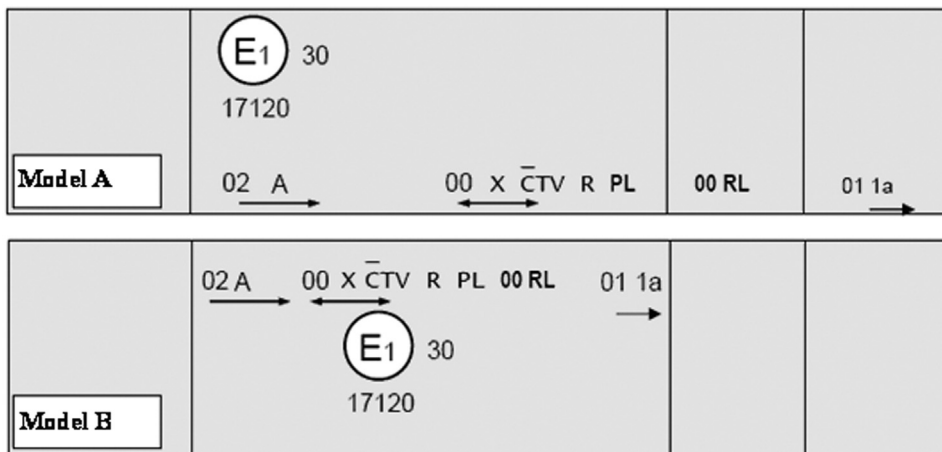 E1 30
17120
Model A
02 A 00 X C̅TV R PL 00 RL 01 1a
02 A 00 X C̅TV R PL 00 RL 01 1a
E1 30
17120
Model B